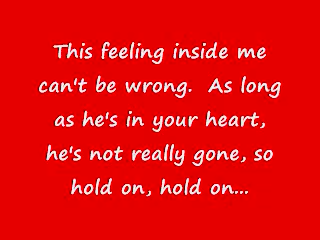 This feeling inside me
can't be wrong.  As long
as he's in your heart,
he's not really gone, so
hold on, hold on...